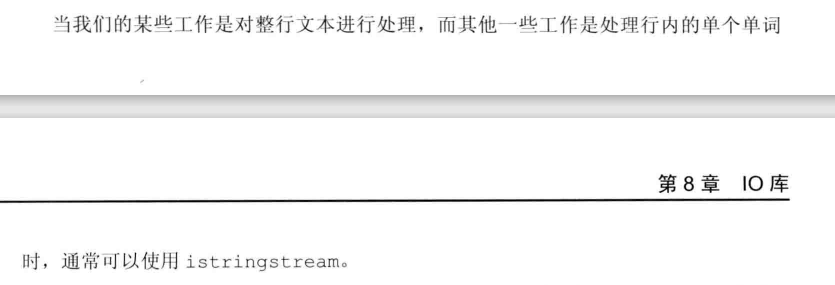 当我们的某些工作是对整行文本进行处理，而其他一些工作是处理行内的单个单词
第 8 章 IO 库
时，通常可以使用 istringstream。